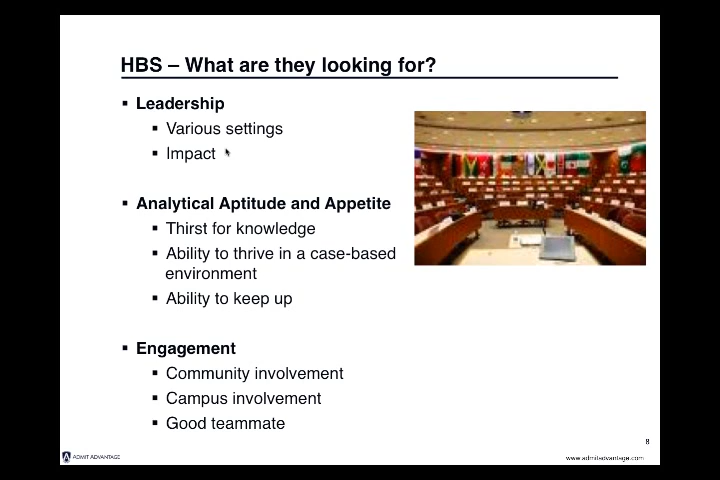 HBS – What are they looking for?
▪ Leadership
▪ Various settings
▪ Impact
▪ Analytical Aptitude and Appetite
▪ Thirst for knowledge
▪ Ability to thrive in a case-based
environment
▪ Ability to keep up
▪ Engagement
▪ Community involvement
▪ Campus involvement
▪ Good teammate
8
ADMIT ADVANTAGE
www.admitadvantage.com